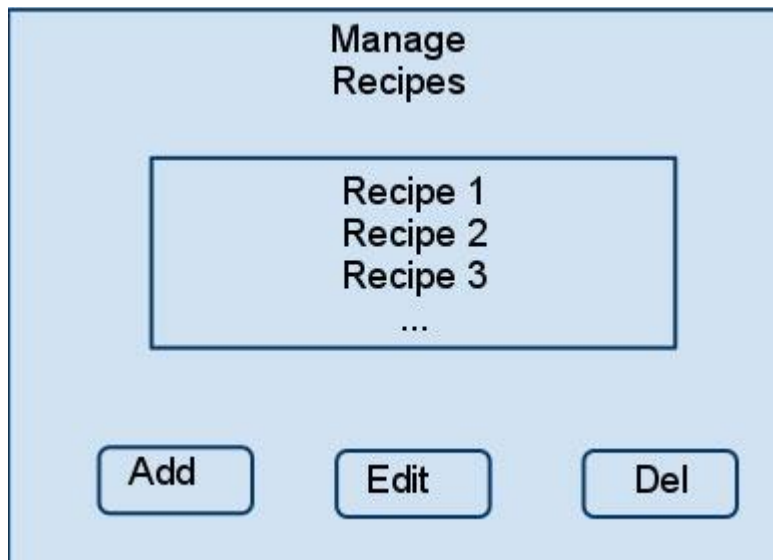 Manage
Recipes
Recipe 1
Recipe 2
Recipe 3
...
Add
Edit
Del